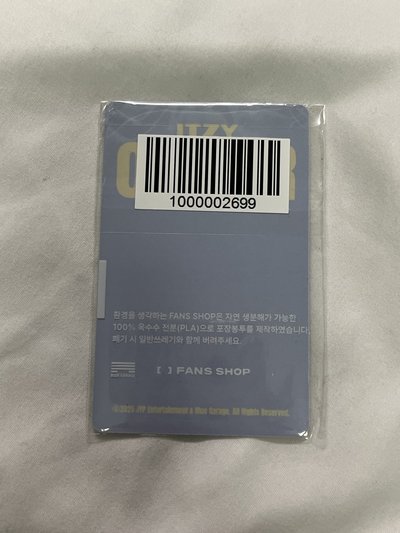 ITZY
1000002699
환경을 생각하는 FANS SHOP은 자연 생분해가 가능한
100% 옥수수 전분(PLA)으로 포장봉투를 제작하였습니다.
폐기 시 일반쓰레기와 함께 버려주세요.
[ ] FANS SHOP
JYP Entertainment & Blue Garage. All Rights Reserved.